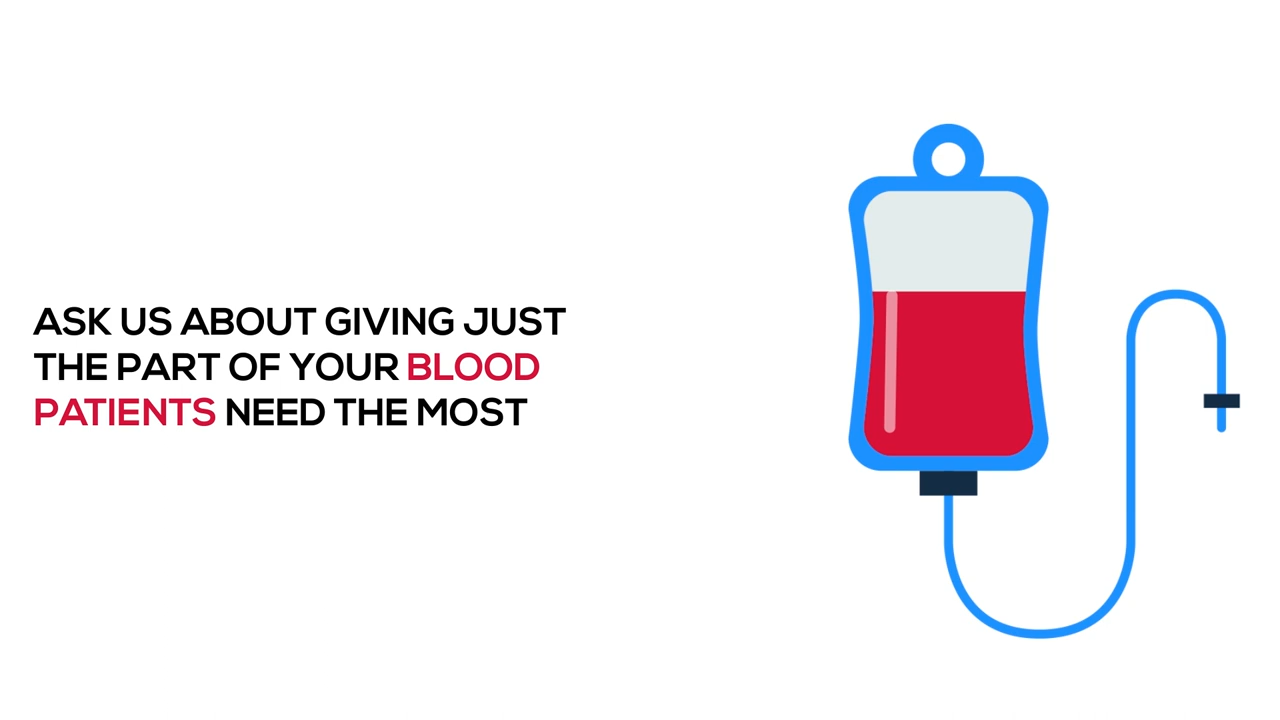 ASK US ABOUT GIVING JUST
THE PART OF YOUR BLOOD
PATIENTS NEED THE MOST